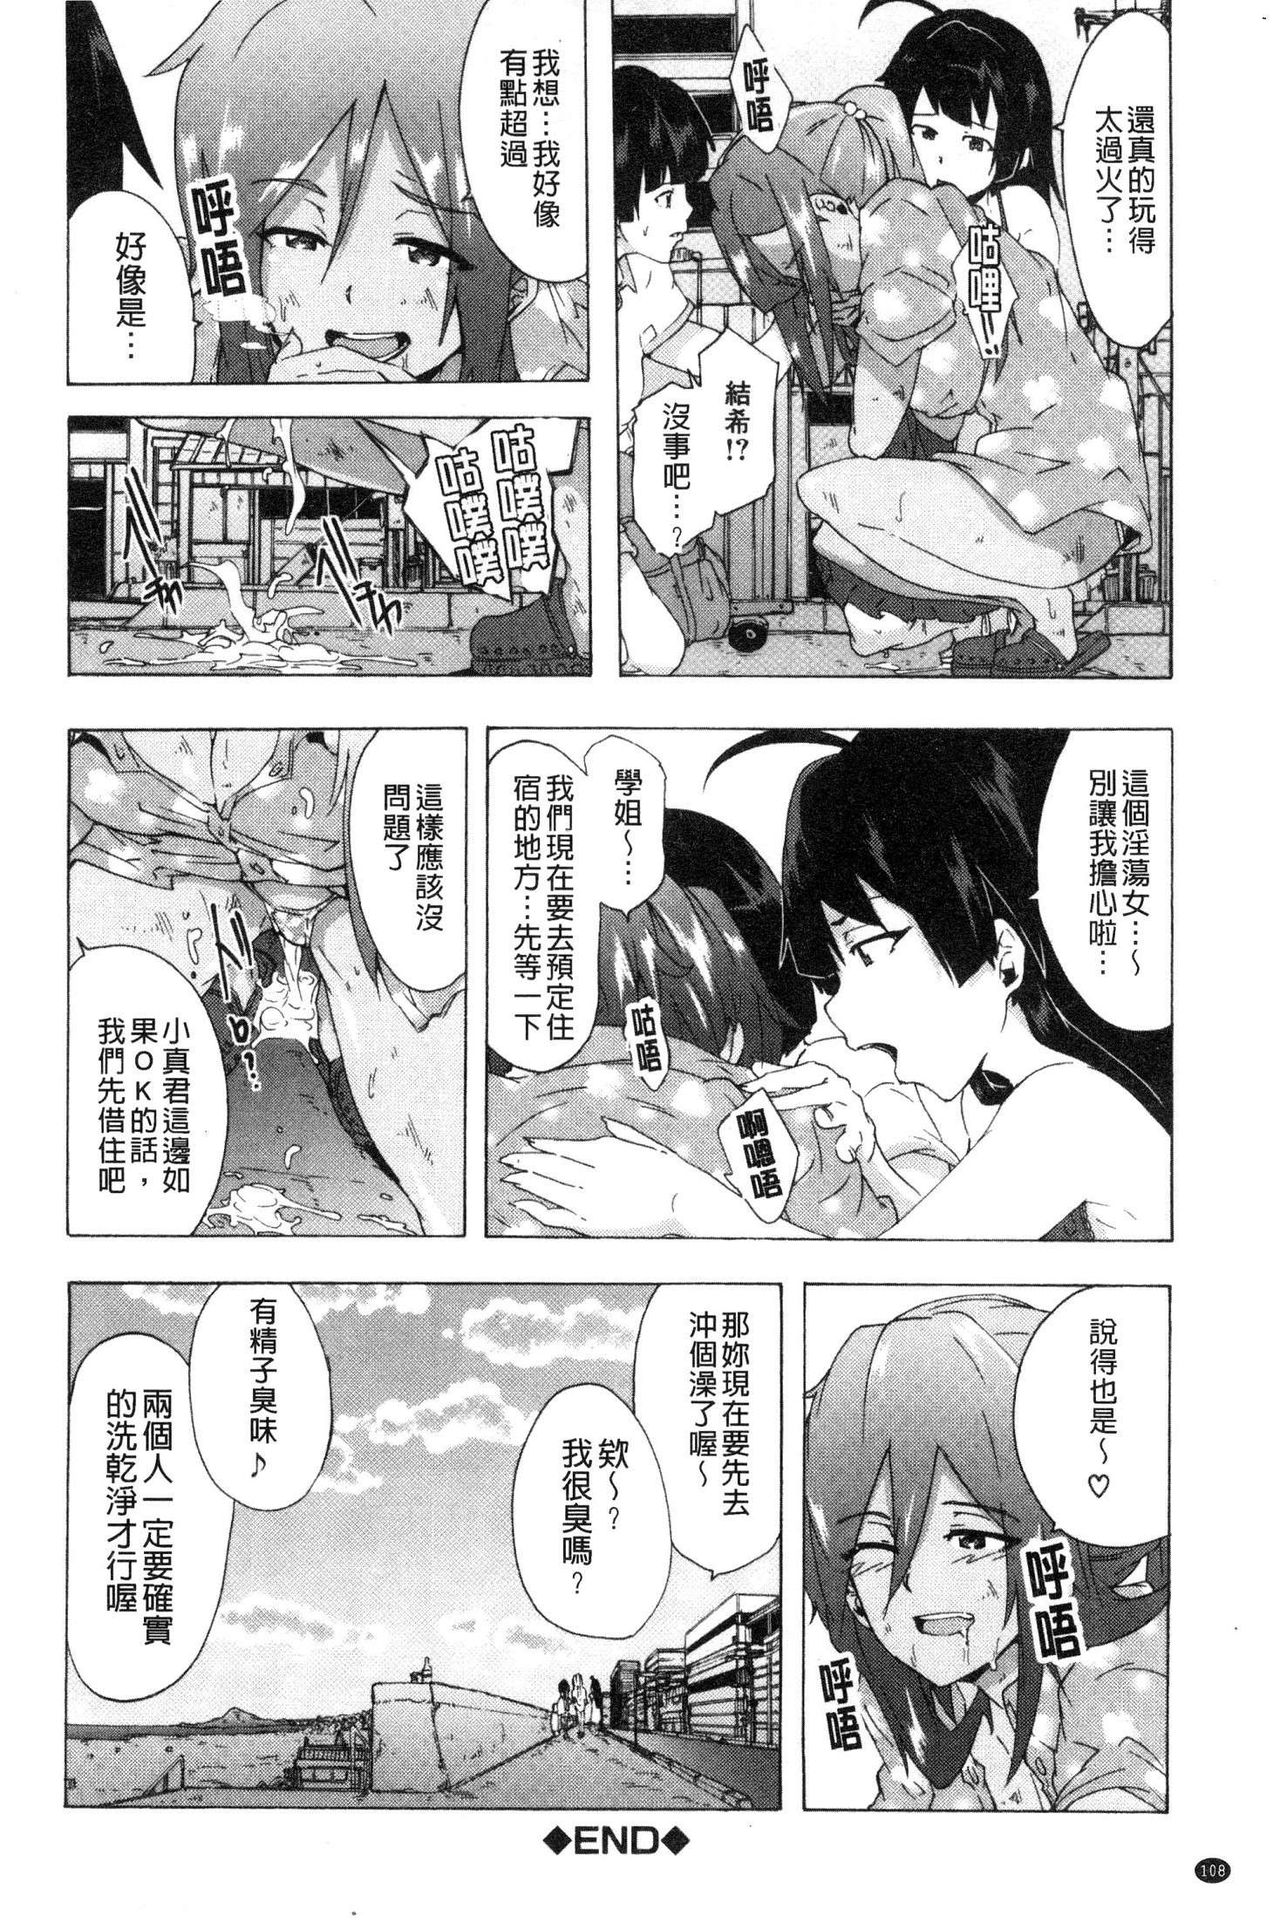 還真的玩得
太過火了…
呼唔
咕哩…
結希!?
沒事吧…?
我想…我好像
有點超過
呼唔
好像是…
咕噗噗
咕噗噗
這個淫蕩女…～
別讓我擔心啦…
學姐～…
我們現在要去預定住
宿的地方…先等一下
咕唔
啊嗯唔
這樣應該沒
問題了
小真君這邊如
果OK的話，
我們先借住吧
說得也是～♡
呼唔
呼唔
那妳現在要先去
沖個澡了喔～
欸～?
我很臭嗎?
有精子臭味♪
兩個人一定要確實
的洗乾淨才行喔
◆END◆
108